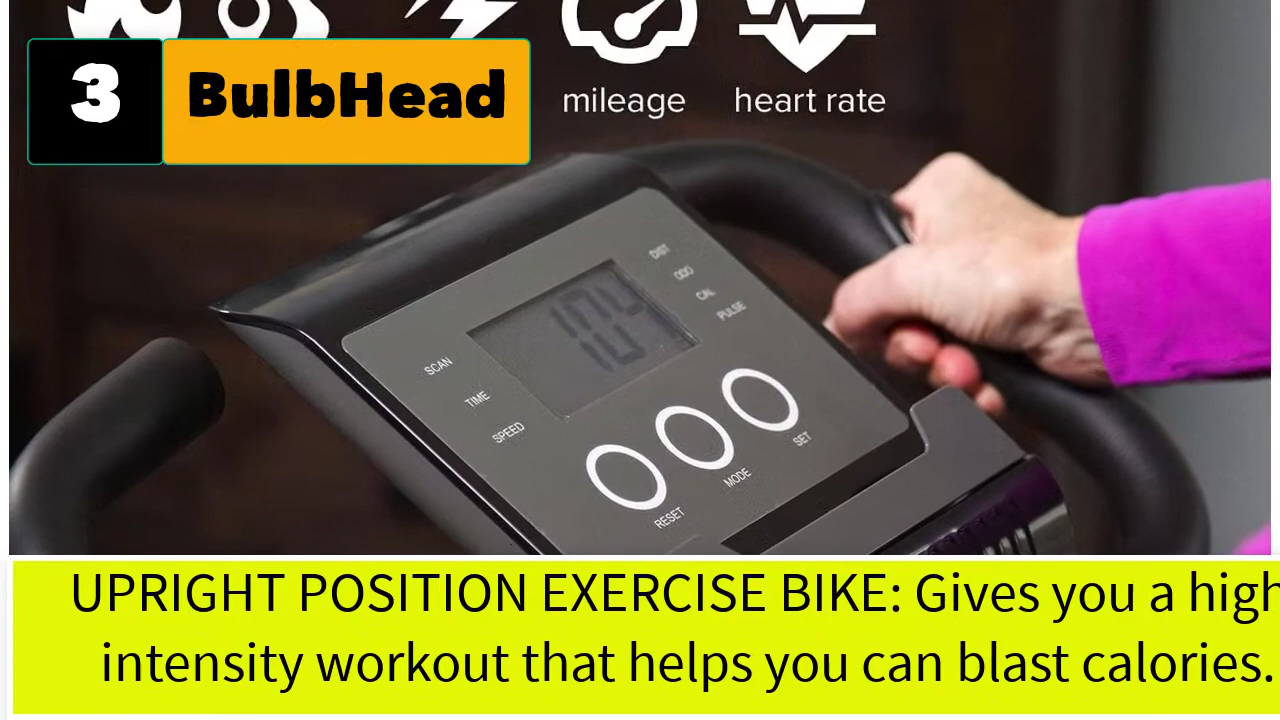 3 BulbHead
mileage
heart rate
DIST
ODO
CAL
PULSE
SCAN
TIME
SPEED
SET
MODE
RESET
UPRIGHT POSITION EXERCISE BIKE: Gives you a high
intensity workout that helps you can blast calories.